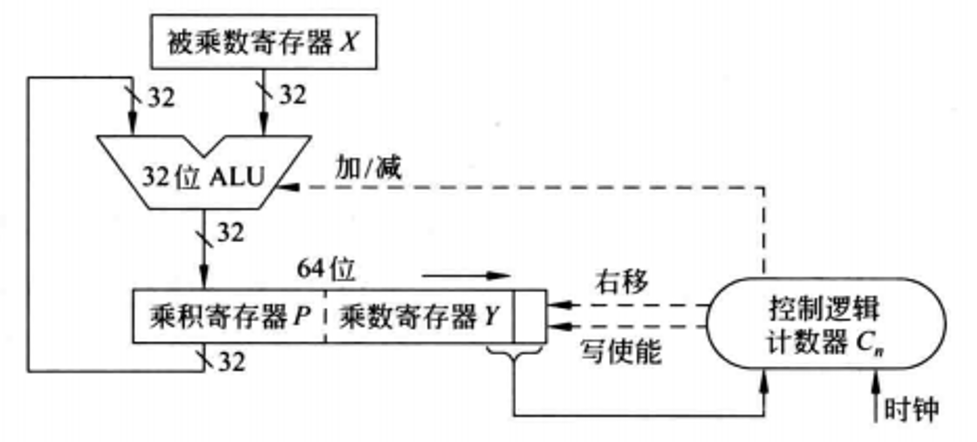 被乘数寄存器 X
32
32
32位 ALU
加/减
32
64位
乘积寄存器 P
乘数寄存器 Y
右移
写使能
控制逻辑
计数器 Cn
32
时钟